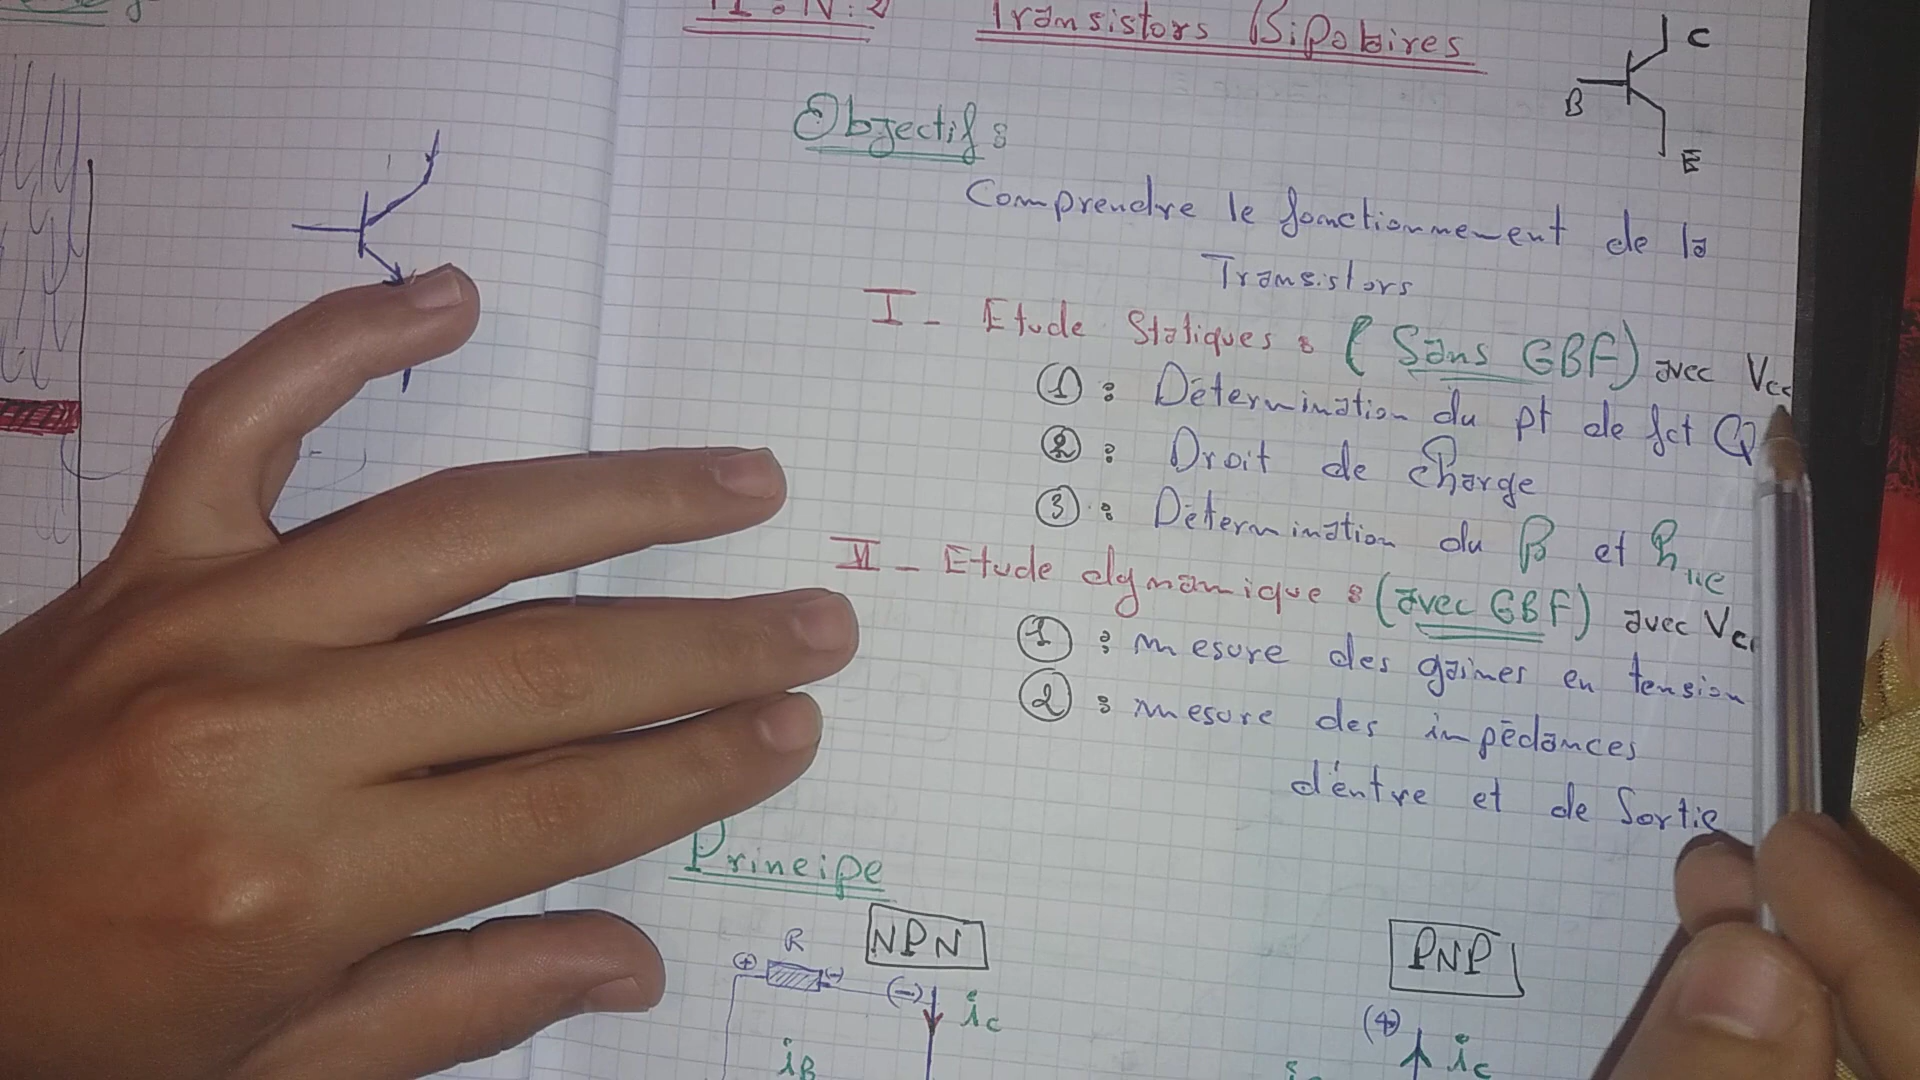 Transistors Bipolaires
C
B
E
Objectif :
Comprendre le fonctionnement de la
Transistors
I - Etude Statiques : (Sans GBF) avec Vcc
① : Détermination du pt de fct Q
② : Droit de charge
③ : Détermination du β et h11e
II - Etude dynamique : (avec GBF) avec Vc
① : mesure des gaines en tension
② : mesure des impédances
d'entre et de Sortie
Principe
NPN
PNP
R
(+)
(-)
(-)
ic
iB
(+)
ic